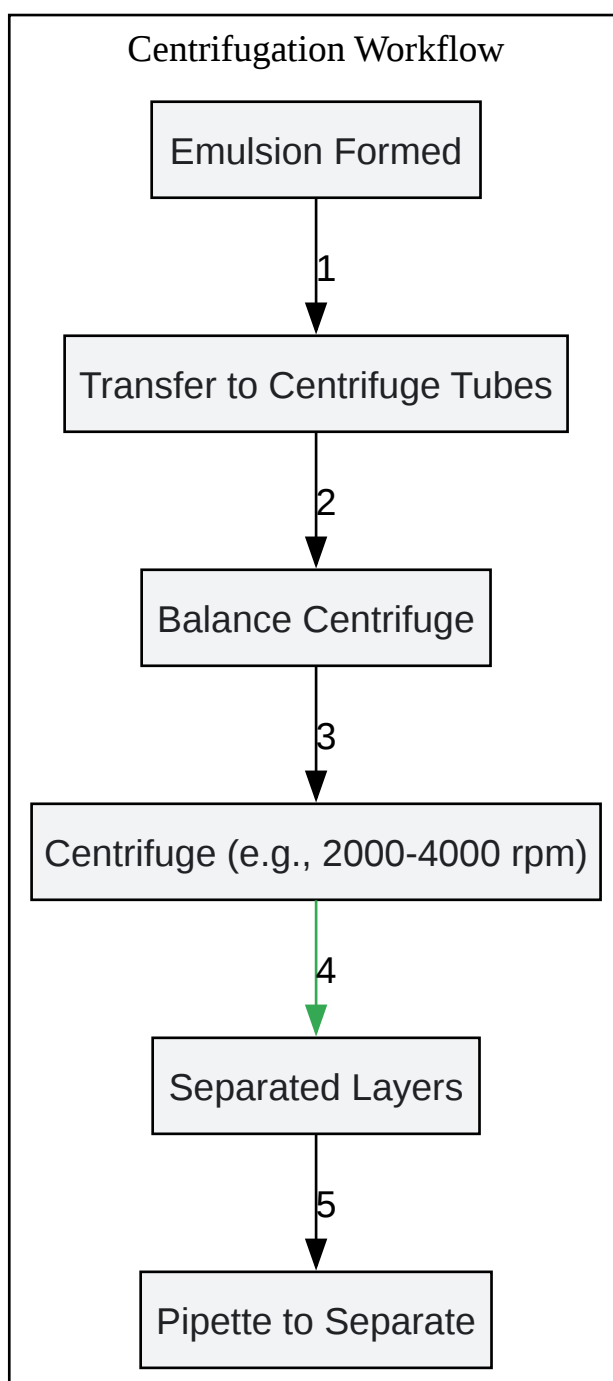 Centrifugation Workflow
Emulsion Formed
1
Transfer to Centrifuge Tubes
2
Balance Centrifuge
3
Centrifuge (e.g., 2000-4000 rpm)
4
Separated Layers
5
Pipette to Separate